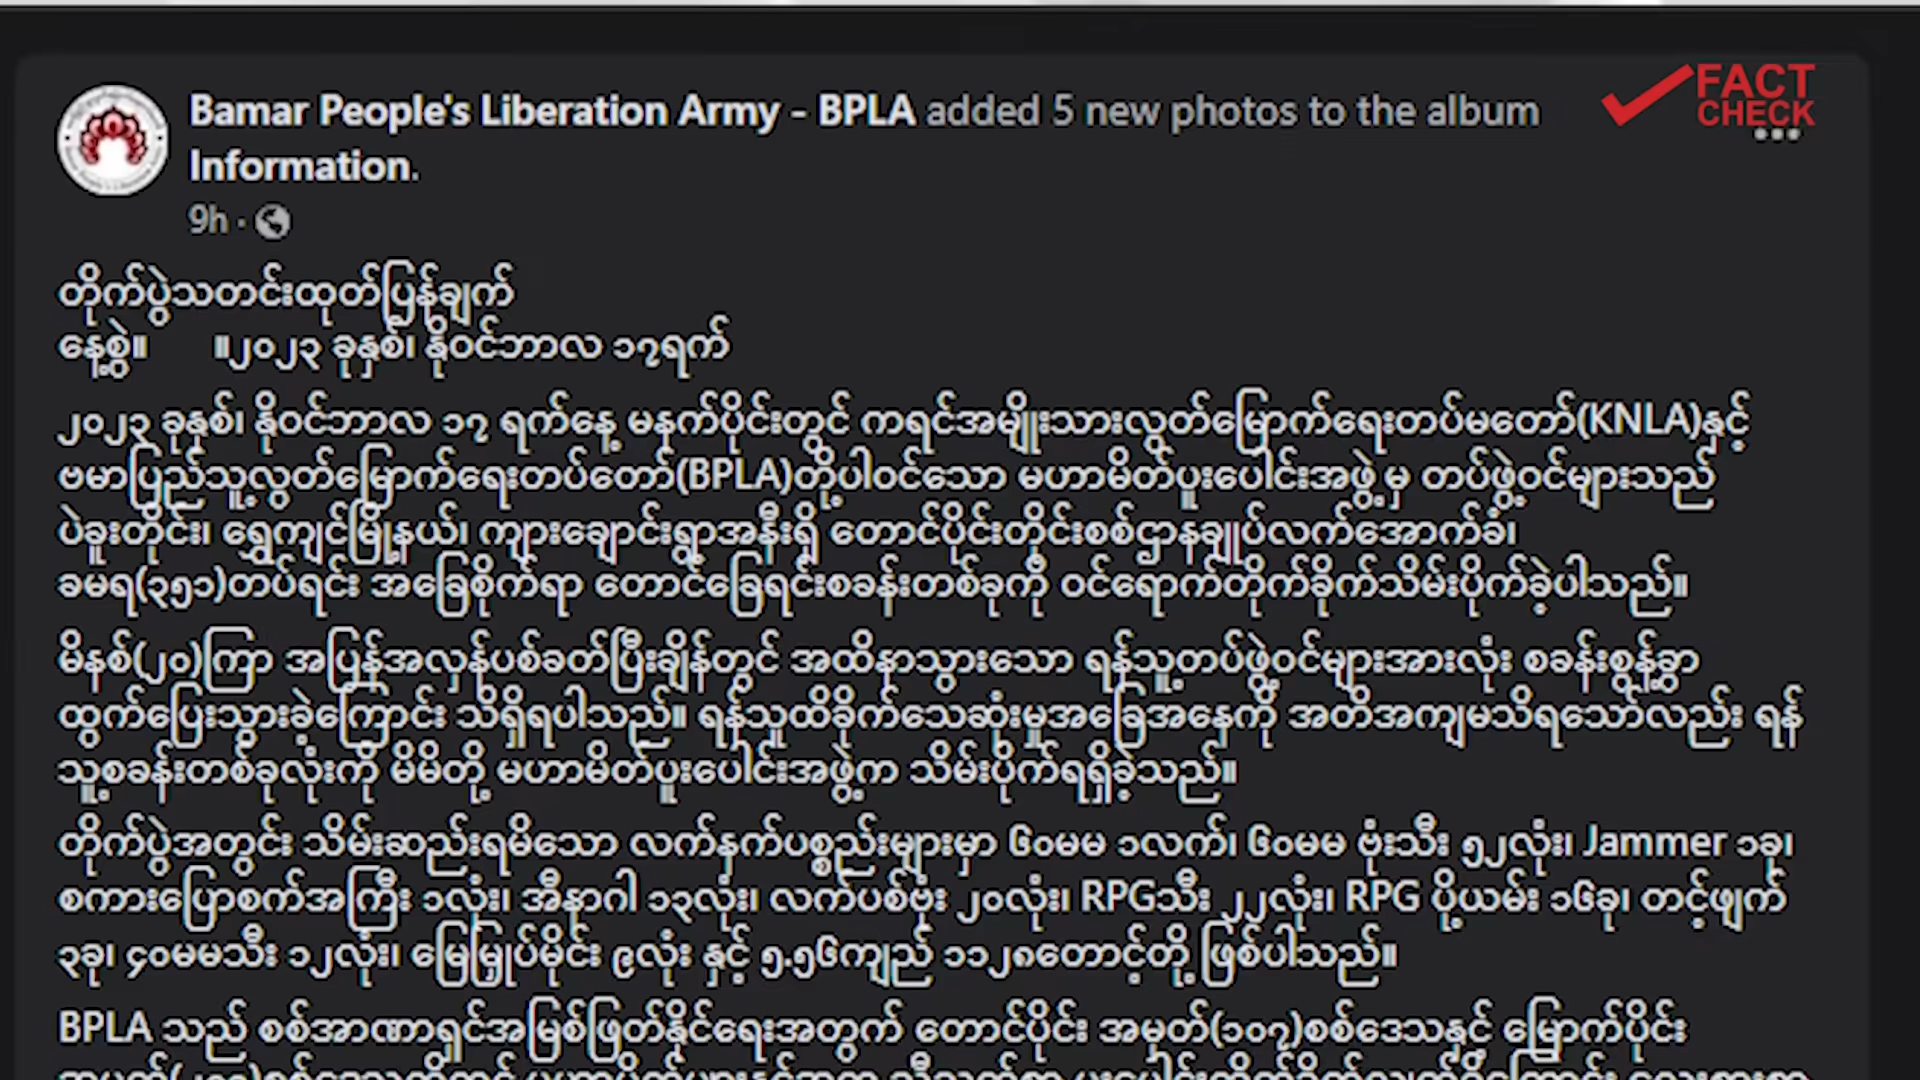 Bamar People's Liberation Army - BPLA added 5 new photos to the album
Information.
FACT
CHECK
9h ·
တိုက်ပွဲသတင်းထုတ်ပြန်ချက်
နေ့စွဲ။ ။၂၀၂၃ ခုနှစ်၊ နိုဝင်ဘာလ ၁၇ရက်
၂၀၂၃ ခုနှစ်၊ နိုဝင်ဘာလ ၁၇ ရက်နေ့ မနက်ပိုင်းတွင် ကရင်အမျိုးသားလွတ်မြောက်ရေးတပ်မတော်(KNLA)နှင့်
ဗမာပြည်သူ့လွတ်မြောက်ရေးတပ်တော်(BPLA)တို့ပါဝင်သော မဟာမိတ်ပူးပေါင်းအဖွဲ့မှ တပ်ဖွဲ့ဝင်များသည်
ပဲခူးတိုင်း၊ ရွှေကျင်မြို့နယ်၊ ကျားချောင်းရွာအနီးရှိ တောင်ပိုင်းတိုင်းစစ်ဌာနချုပ်လက်အောက်ခံ၊
ခမရ(၃၅၁)တပ်ရင်း အခြေစိုက်ရာ တောင်ခြေရင်းစခန်းတစ်ခုကို ဝင်ရောက်တိုက်ခိုက်သိမ်းပိုက်ခဲ့ပါသည်။
မိနစ်(၂၀)ကြာ အပြန်အလှန်ပစ်ခတ်ပြီးချိန်တွင် အထိနာသွားသော ရန်သူ့တပ်ဖွဲ့ဝင်များအားလုံး စခန်းစွန့်ခွာ
ထွက်ပြေးသွားခဲ့ကြောင်း သိရှိရပါသည်။ ရန်သူထိခိုက်သေဆုံးမှုအခြေအနေကို အတိအကျမသိရသော်လည်း ရန်
သူ့စခန်းတစ်ခုလုံးကို မိမိတို့ မဟာမိတ်ပူးပေါင်းအဖွဲ့က သိမ်းပိုက်ရရှိခဲ့သည်။
တိုက်ပွဲအတွင်း သိမ်းဆည်းရမိသော လက်နက်ပစ္စည်းများမှာ ၆၀မမ ၁လက်၊ ၆၀မမ ဗုံးသီး ၅၂လုံး၊ Jammer ၁ခု၊
စကားပြောစက်အကြီး ၁လုံး၊ အီနာဂါ ၁၃လုံး၊ လက်ပစ်ဗုံး ၂၀လုံး၊ RPGသီး ၂၂လုံး၊ RPG ပို့ယမ်း ၁၆ခု၊ တင့်ဖျက်
၃ခု၊ ၄၀မမသီး ၁၂လုံး၊ မြေမြှုပ်မိုင်း ၉လုံး နှင့် ၅.၅၆ကျည် ၁၁၂၈တောင့်တို့ ဖြစ်ပါသည်။
BPLA သည် စစ်အာဏာရှင်အမြစ်ဖြတ်နိုင်ရေးအတွက် တောင်ပိုင်း အမှတ်(၁၀၇)စစ်ဒေသနှင့် မြောက်ပိုင်း